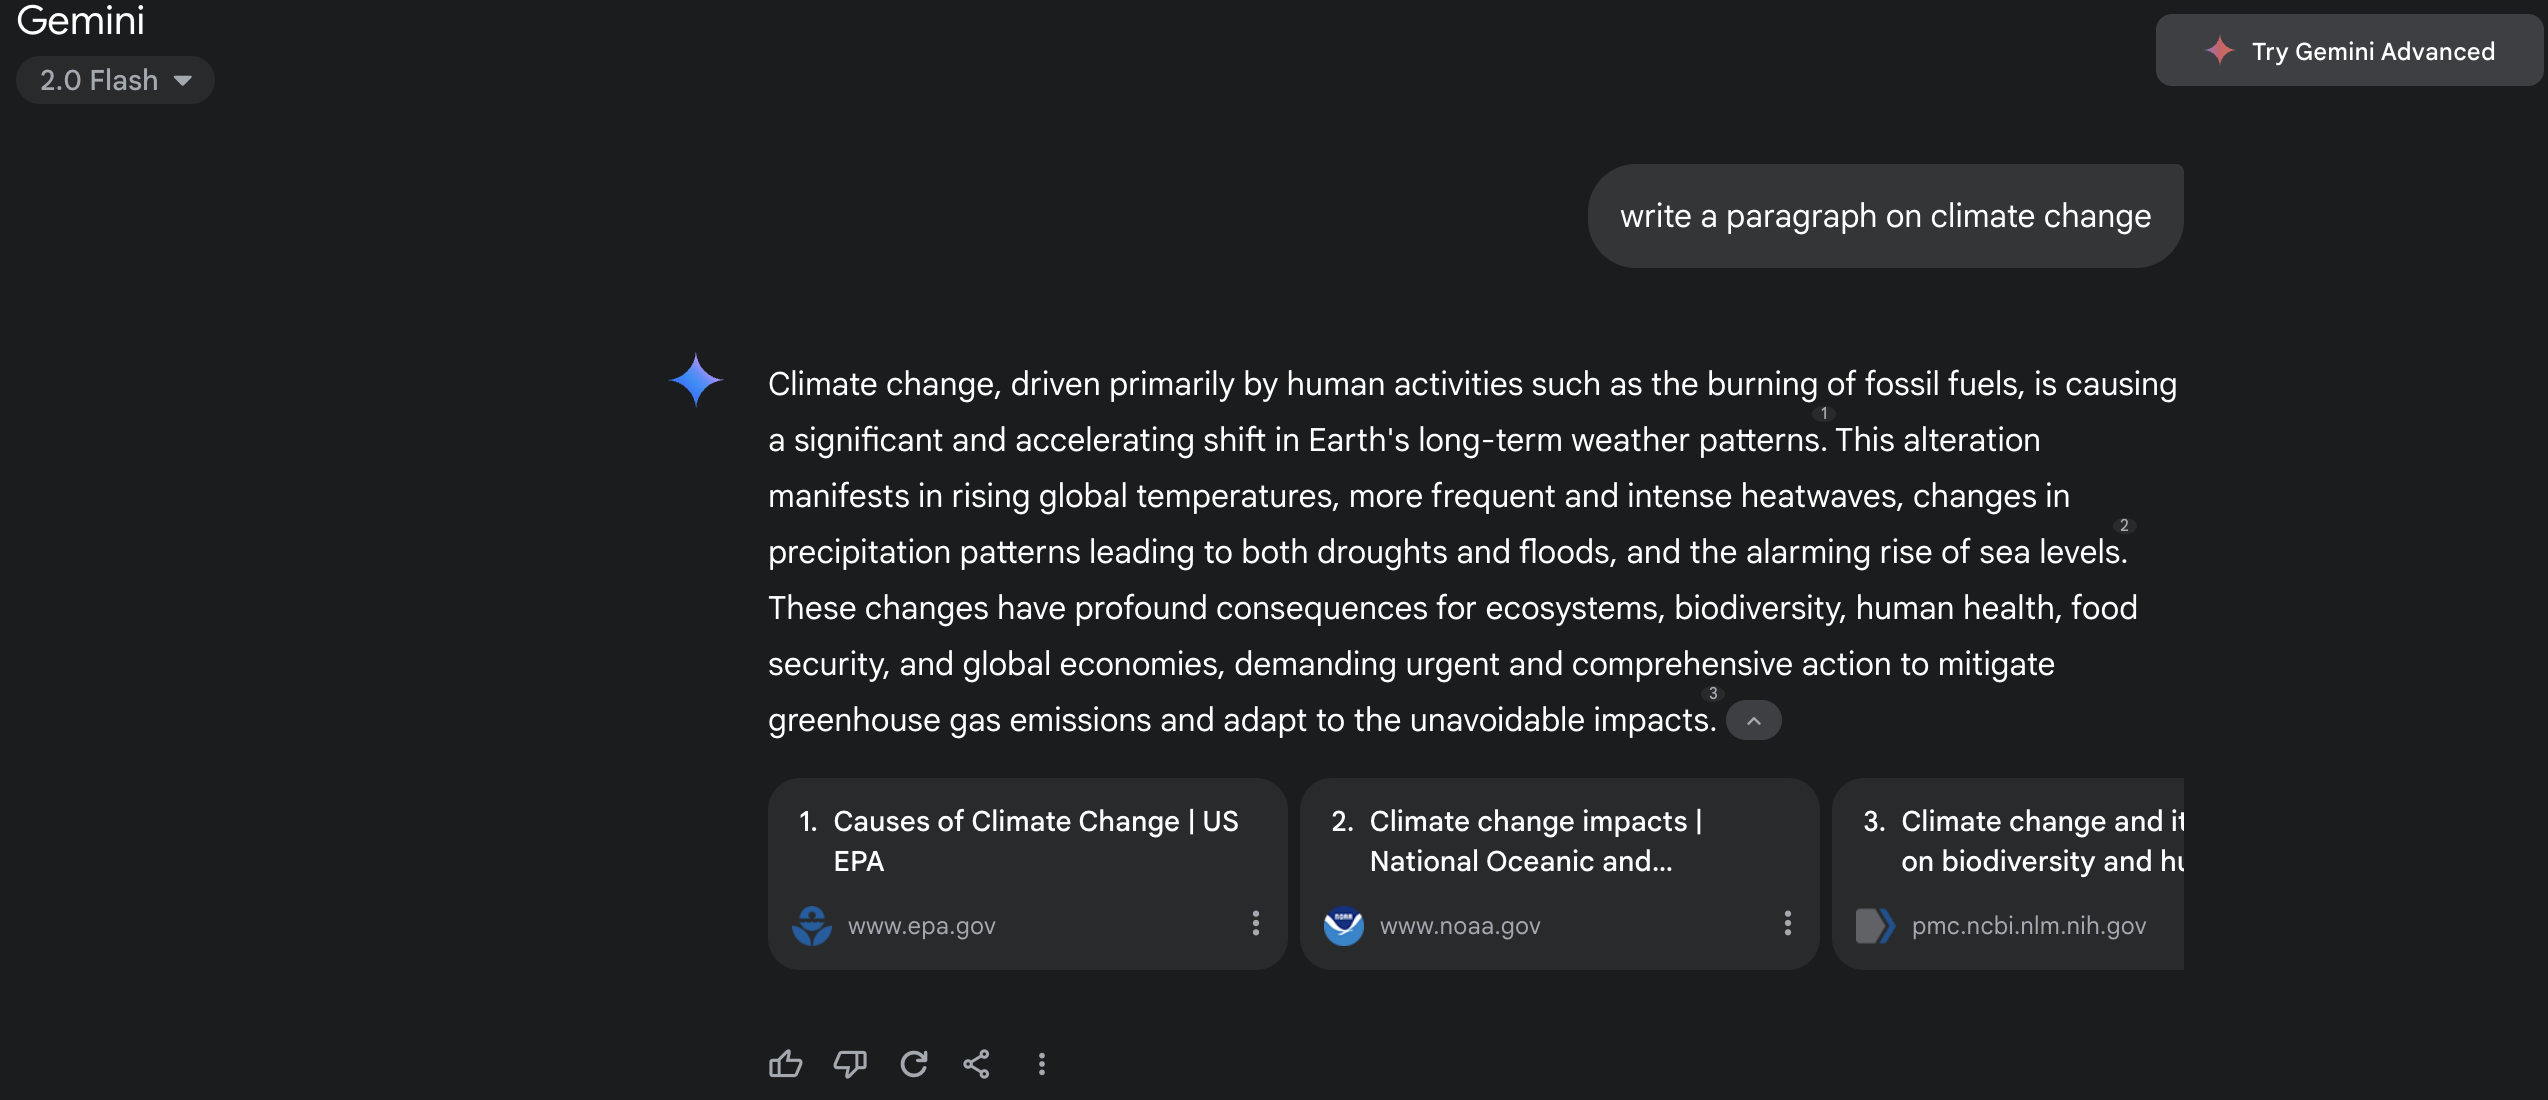 Gemini
2.0 Flash
Try Gemini Advanced
write a paragraph on climate change
Climate change, driven primarily by human activities such as the burning of fossil fuels, is causing
a significant and accelerating shift in Earth's long-term weather patterns. 1 This alteration
manifests in rising global temperatures, more frequent and intense heatwaves, changes in
precipitation patterns leading to both droughts and floods, and the alarming rise of sea levels. 2
These changes have profound consequences for ecosystems, biodiversity, human health, food
security, and global economies, demanding urgent and comprehensive action to mitigate
greenhouse gas emissions and adapt to the unavoidable impacts. 3
1. Causes of Climate Change | US
EPA
www.epa.gov
2. Climate change impacts |
National Oceanic and...
NOAA
www.noaa.gov
3. Climate change and it
on biodiversity and hu
pmc.ncbi.nlm.nih.gov